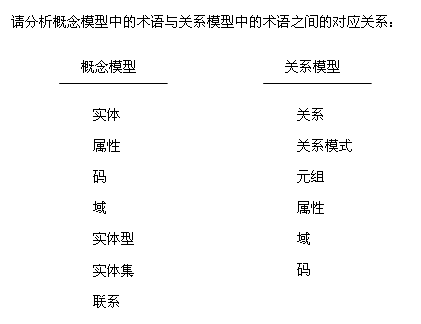 请分析概念模型中的术语与关系模型中的术语之间的对应关系：
概念模型 关系模型
实体 关系
属性 关系模式
码 元组
域 属性
实体型 域
实体集 码
联系